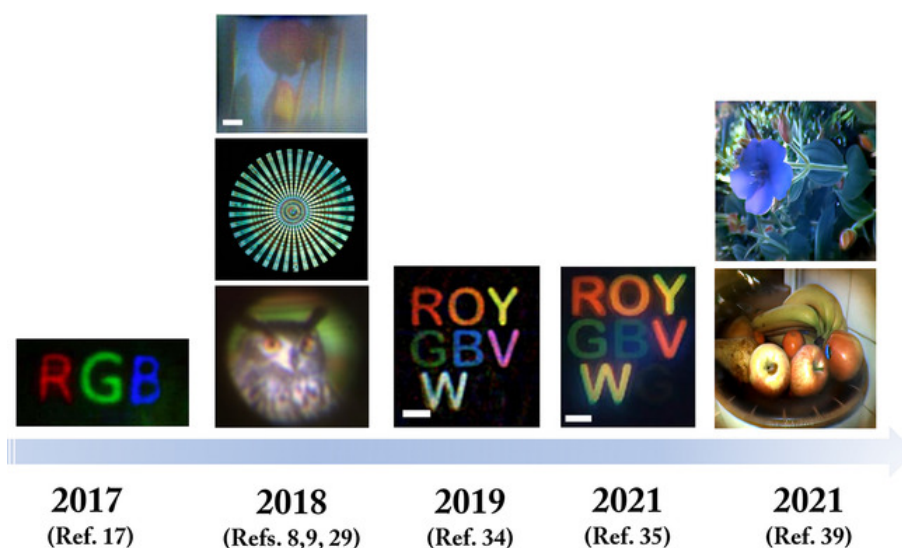 RGB
ROY
GBV
W
ROY
GBV
W G
2017
(Ref. 17)
2018
(Refs. 8,9, 29)
2019
(Ref. 34)
2021
(Ref. 35)
2021
(Ref. 39)